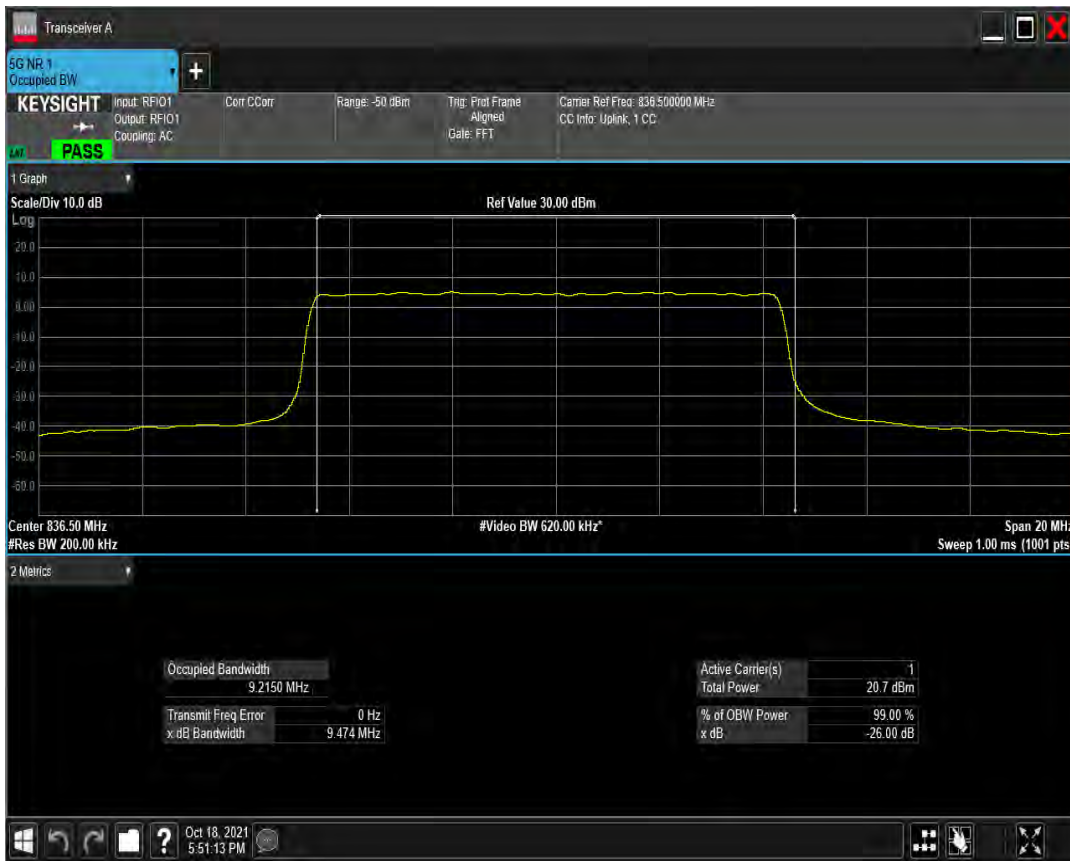 Transceiver A
5G NR 1
Occupied BW
+
KEYSIGHT
Input: RFIO1
Output: RFIO1
Coupling: AC
PASS
Corr CCorr
Range: -50 dBm
Trig: Prot Frame
Aligned
Gate: FFT
Carrier Ref Freq: 836.500000 MHz
CC Info: Uplink, 1 CC
1 Graph
Scale/Div 10.0 dB
Ref Value 30.00 dBm
Log
20.0
10.0
0.00
-10.0
-20.0
-30.0
-40.0
-50.0
-60.0
Center 836.50 MHz
#Video BW 620.00 kHz*
Span 20 MHz
#Res BW 200.00 kHz
Sweep 1.00 ms (1001 pts
2 Metrics
Occupied Bandwidth
9.2150 MHz
Transmit Freq Error 0 Hz
x dB Bandwidth 9.474 MHz
Active Carrier(s) 1
Total Power 20.7 dBm
% of OBW Power 99.00 %
x dB -26.00 dB
?
Oct 18, 2021
5:51:13 PM